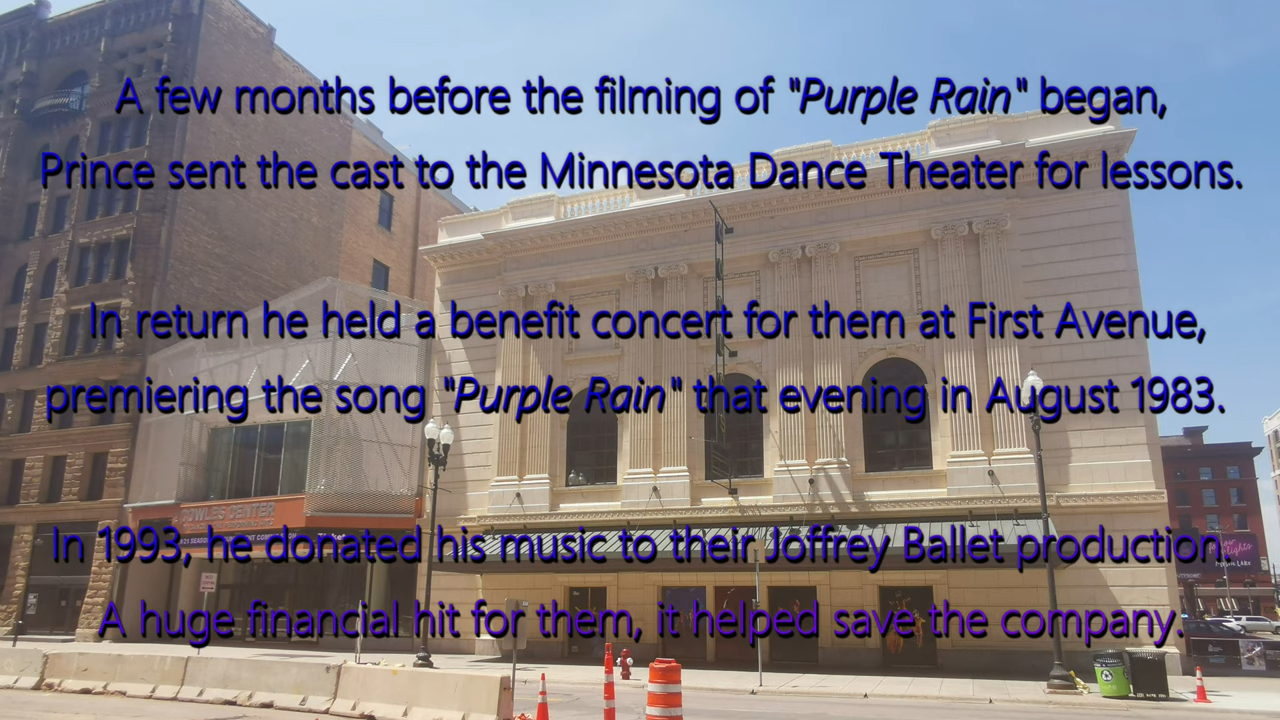 A few months before the filming of "Purple Rain" began,
Prince sent the cast to the Minnesota Dance Theater for lessons.
In return he held a benefit concert for them at First Avenue,
premiering the song "Purple Rain" that evening in August 1983.
COWLES CENTER
In 1993, he donated his music to their Joffrey Ballet production.
A huge financial hit for them, it helped save the company.